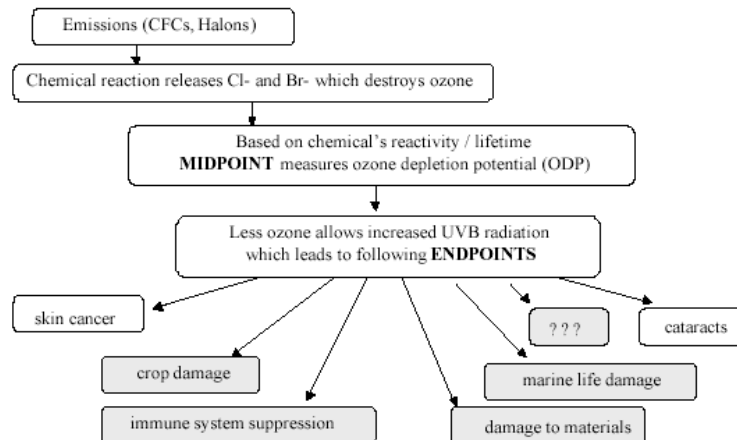 Emissions (CFCs, Halons)
Chemical reaction releases Cl- and Br- which destroys ozone
Based on chemical's reactivity / lifetime
MIDPOINT measures ozone depletion potential (ODP)
Less ozone allows increased UVB radiation
which leads to following ENDPOINTS
skin cancer
? ? ?
cataracts
crop damage
marine life damage
immune system suppression
damage to materials